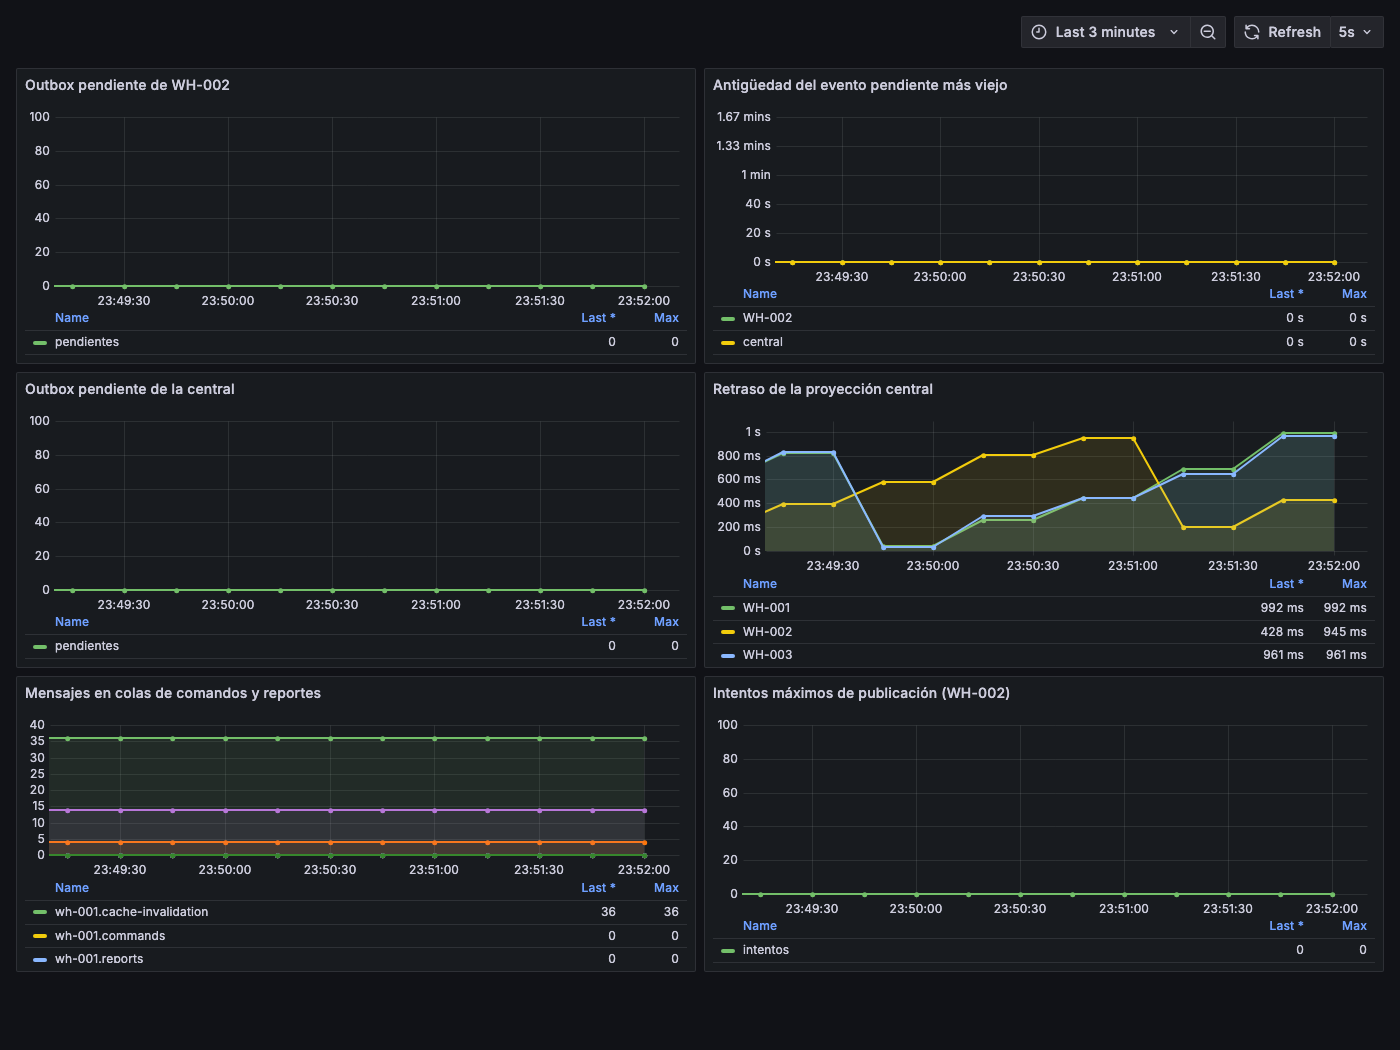 Last 3 minutes
Refresh
5s
Outbox pendiente de WH-002
100
80
60
40
20
0
23:49:30 23:50:00 23:50:30 23:51:00 23:51:30 23:52:00
Name Last * Max
pendientes 0 0
Antigüedad del evento pendiente más viejo
1.67 mins
1.33 mins
1 min
40 s
20 s
0 s
23:49:30 23:50:00 23:50:30 23:51:00 23:51:30 23:52:00
Name Last * Max
WH-002 0 s 0 s
central 0 s 0 s
Outbox pendiente de la central
100
80
60
40
20
0
23:49:30 23:50:00 23:50:30 23:51:00 23:51:30 23:52:00
Name Last * Max
pendientes 0 0
Retraso de la proyección central
1 s
800 ms
600 ms
400 ms
200 ms
0 s
23:49:30 23:50:00 23:50:30 23:51:00 23:51:30 23:52:00
Name Last * Max
WH-001 992 ms 992 ms
WH-002 428 ms 945 ms
WH-003 961 ms 961 ms
Mensajes en colas de comandos y reportes
40
35
30
25
20
15
10
5
0
23:49:30 23:50:00 23:50:30 23:51:00 23:51:30 23:52:00
Name Last * Max
wh-001.cache-invalidation 36 36
wh-001.commands 0 0
wh-001.reports 0 0
Intentos máximos de publicación (WH-002)
100
80
60
40
20
0
23:49:30 23:50:00 23:50:30 23:51:00 23:51:30 23:52:00
Name Last * Max
intentos 0 0